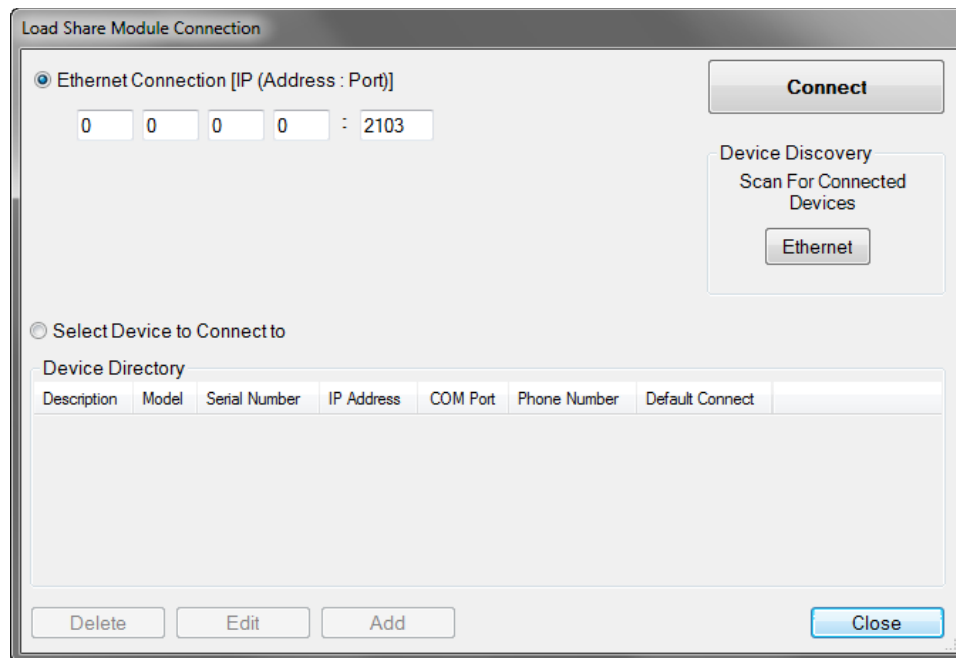 Load Share Module Connection
Ethernet Connection [IP (Address : Port)]
0 0 0 0 : 2103
Connect
Device Discovery
Scan For Connected
Devices
Ethernet
Select Device to Connect to
Device Directory
Description Model Serial Number IP Address COM Port Phone Number Default Connect
Delete Edit Add Close